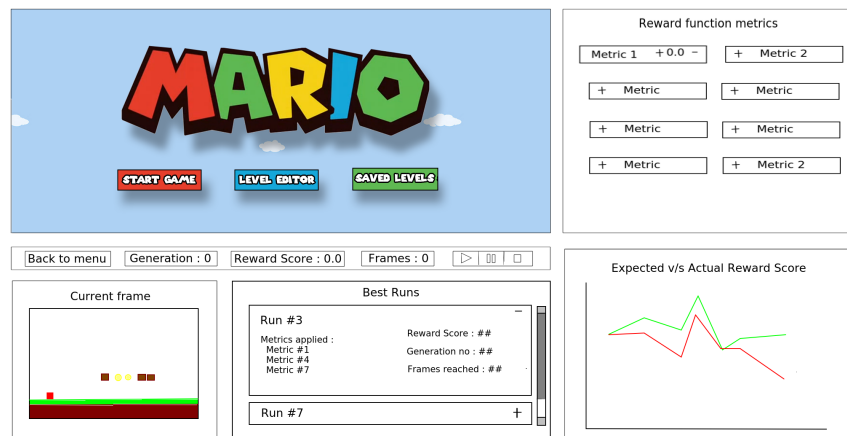 MARIO
START GAME
LEVEL EDITOR
SAVED LEVELS
Reward function metrics
Metric 1 +0.0 −
+ Metric 2
+ Metric
+ Metric
+ Metric
+ Metric
+ Metric
+ Metric 2
Back to menu
Generation : 0
Reward Score : 0.0
Frames : 0
Current frame
Best Runs
Run #3
−
Metrics applied :
Metric #1
Metric #4
Metric #7
Reward Score : ##
Generation no : ##
Frames reached : ##
Run #7
+
Expected v/s Actual Reward Score